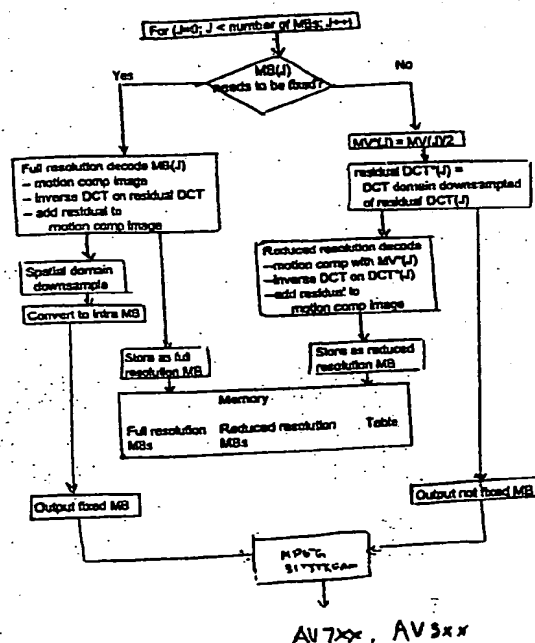 For (J=0; J < number of MBs; J++)
MB(J)
needs to be fixed?
Yes
No
Full resolution decode MB(J)
– motion comp image
– inverse DCT on residual DCT
– add residual to
motion comp image
MV"(J) = MV(J)/2
residual DCT"(J) =
DCT domain downsampled
of residual DCT(J)
Spatial domain
downsample
Convert to Intra MB
Reduced resolution decode
–motion comp with MV"(J)
–inverse DCT on DCT"(J)
–add residual to
motion comp image
Store as full
resolution MB
Store as reduced
resolution MB
Memory
Full resolution
MBs
Reduced resolution
MBs
Table
Output fixed MB
Output not fixed MB
MPEG
BITSTREAM
AV7xx, AV3xx